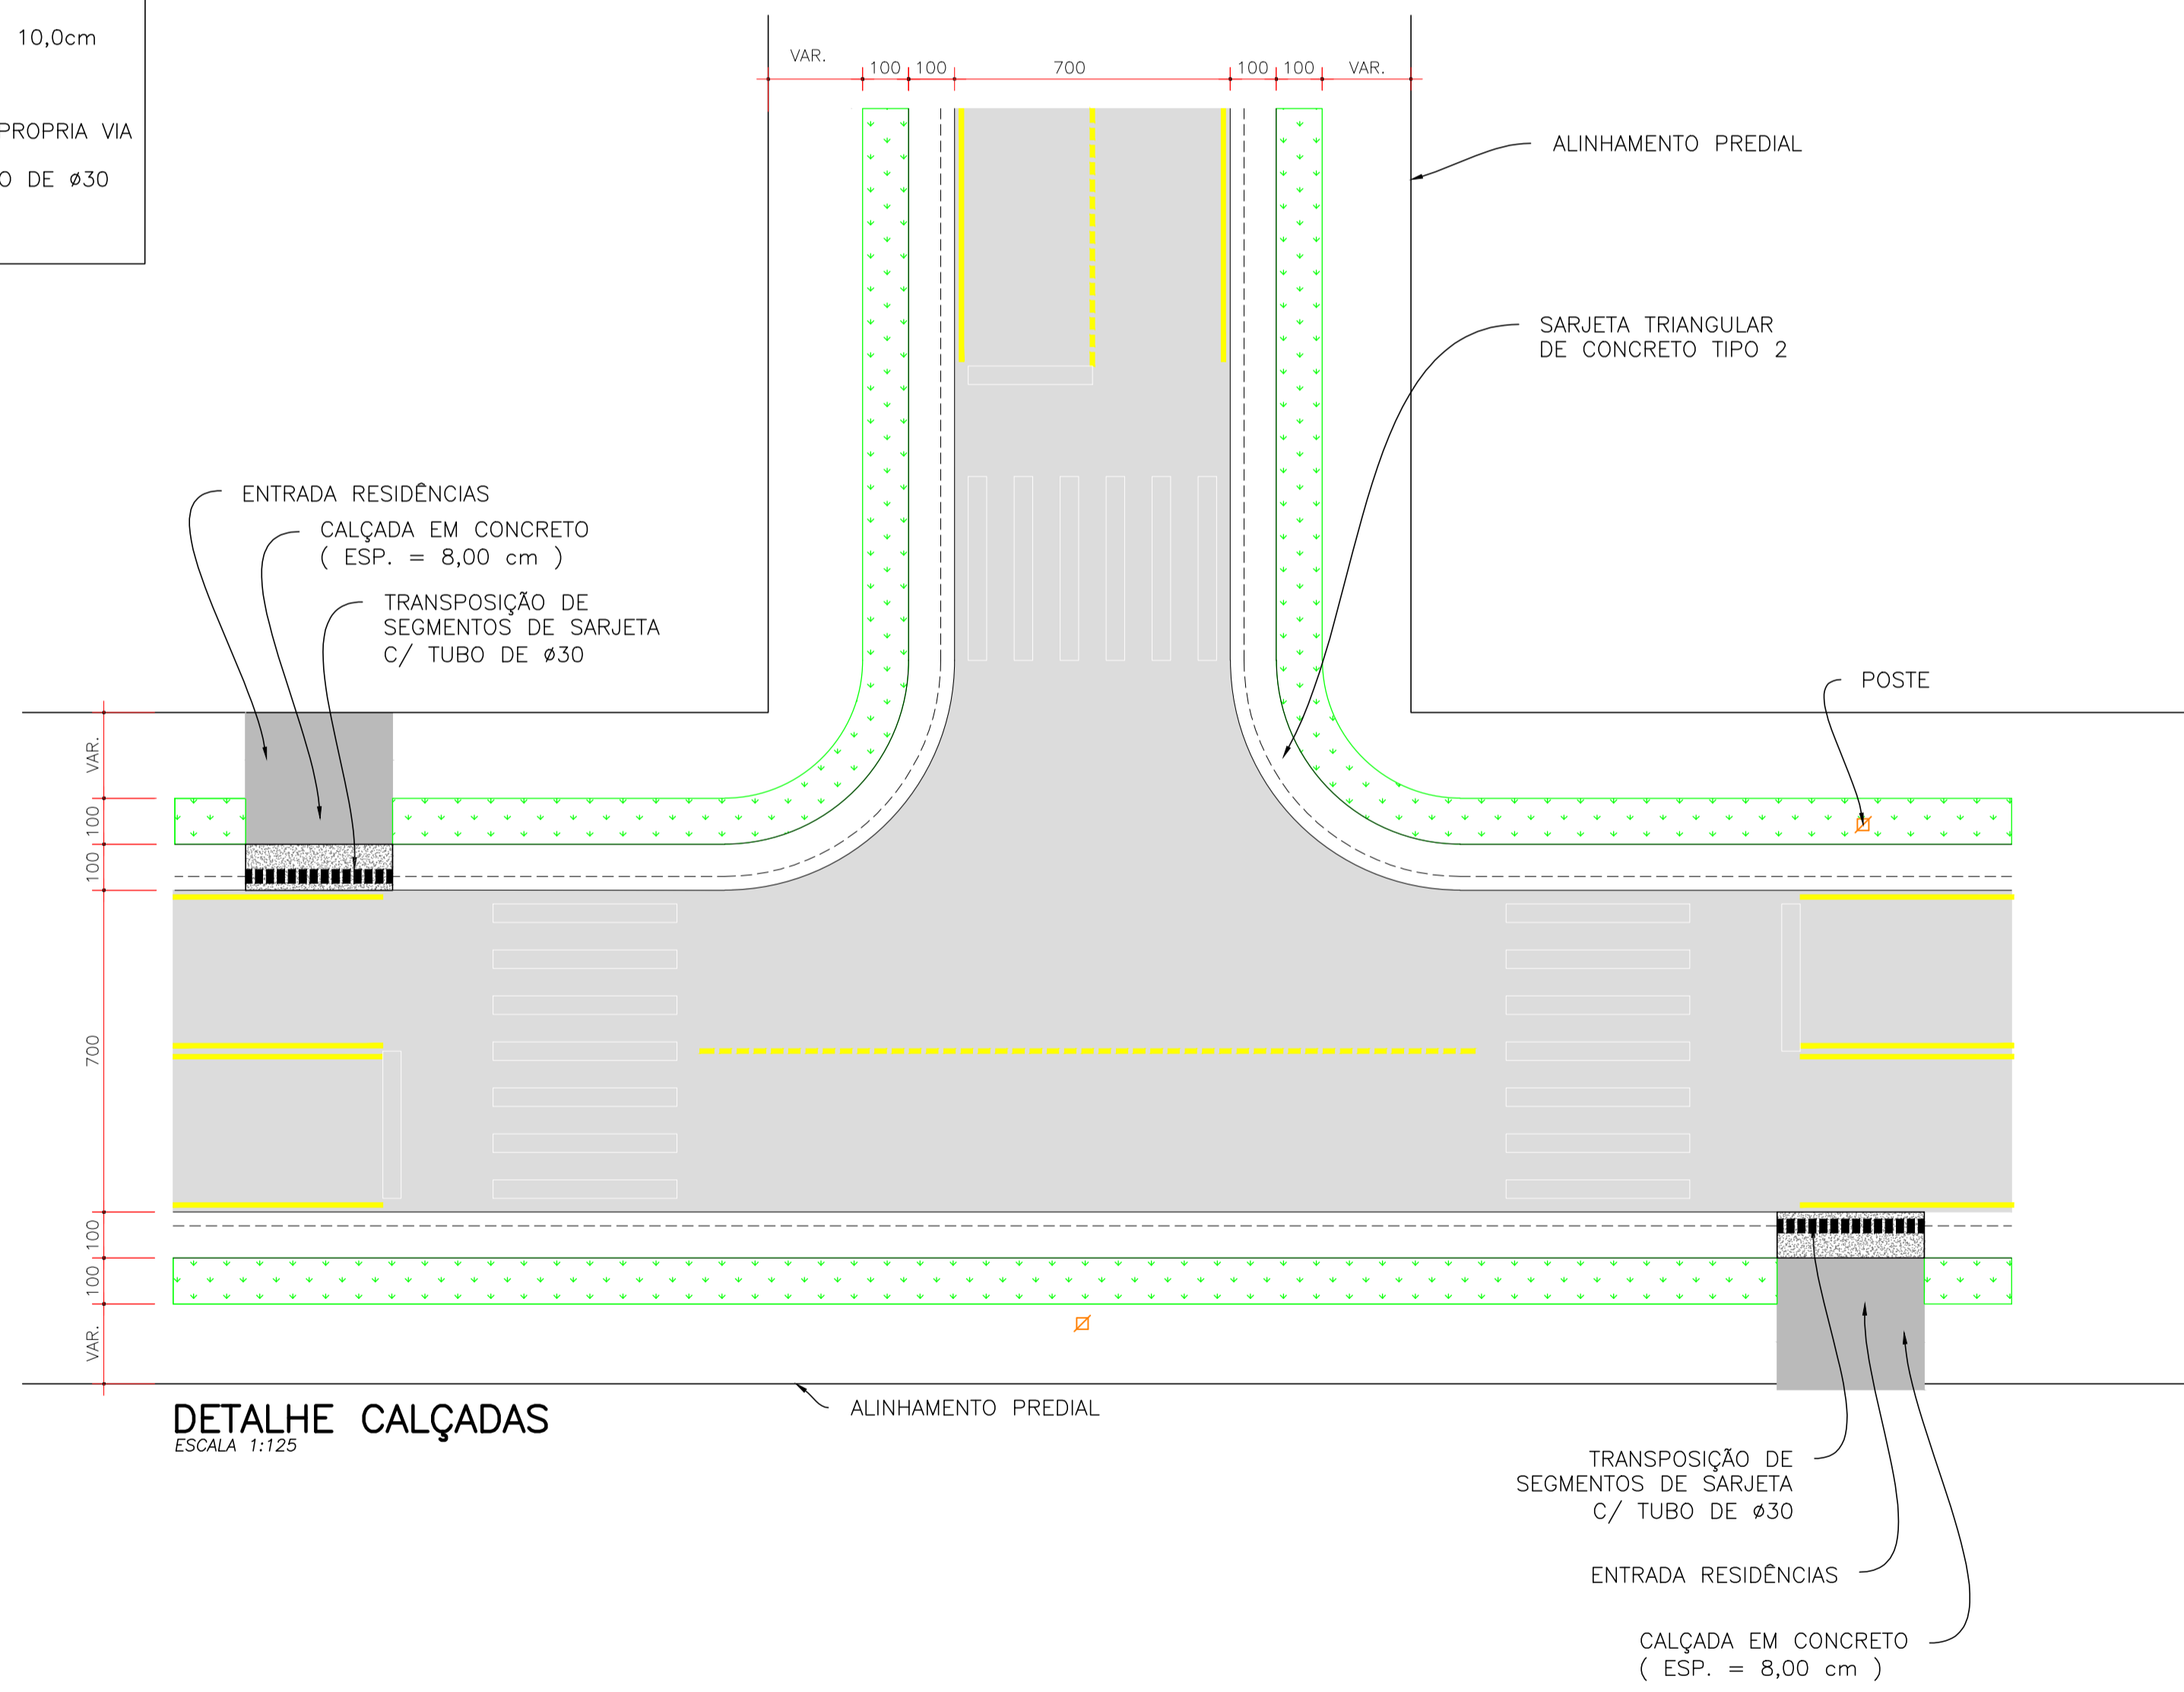 10,0cm
PROPRIA VIA
O DE ø30
VAR.
100
100
700
100
100
VAR.
ALINHAMENTO PREDIAL
SARJETA TRIANGULAR
DE CONCRETO TIPO 2
ENTRADA RESIDÊNCIAS
CALÇADA EM CONCRETO
( ESP. = 8,00 cm )
TRANSPOSIÇÃO DE
SEGMENTOS DE SARJETA
C/ TUBO DE ø30
POSTE
VAR.
100
100
700
100
100
VAR.
ALINHAMENTO PREDIAL
DETALHE CALÇADAS
ESCALA 1:125
TRANSPOSIÇÃO DE
SEGMENTOS DE SARJETA
C/ TUBO DE ø30
ENTRADA RESIDÊNCIAS
CALÇADA EM CONCRETO
( ESP. = 8,00 cm )